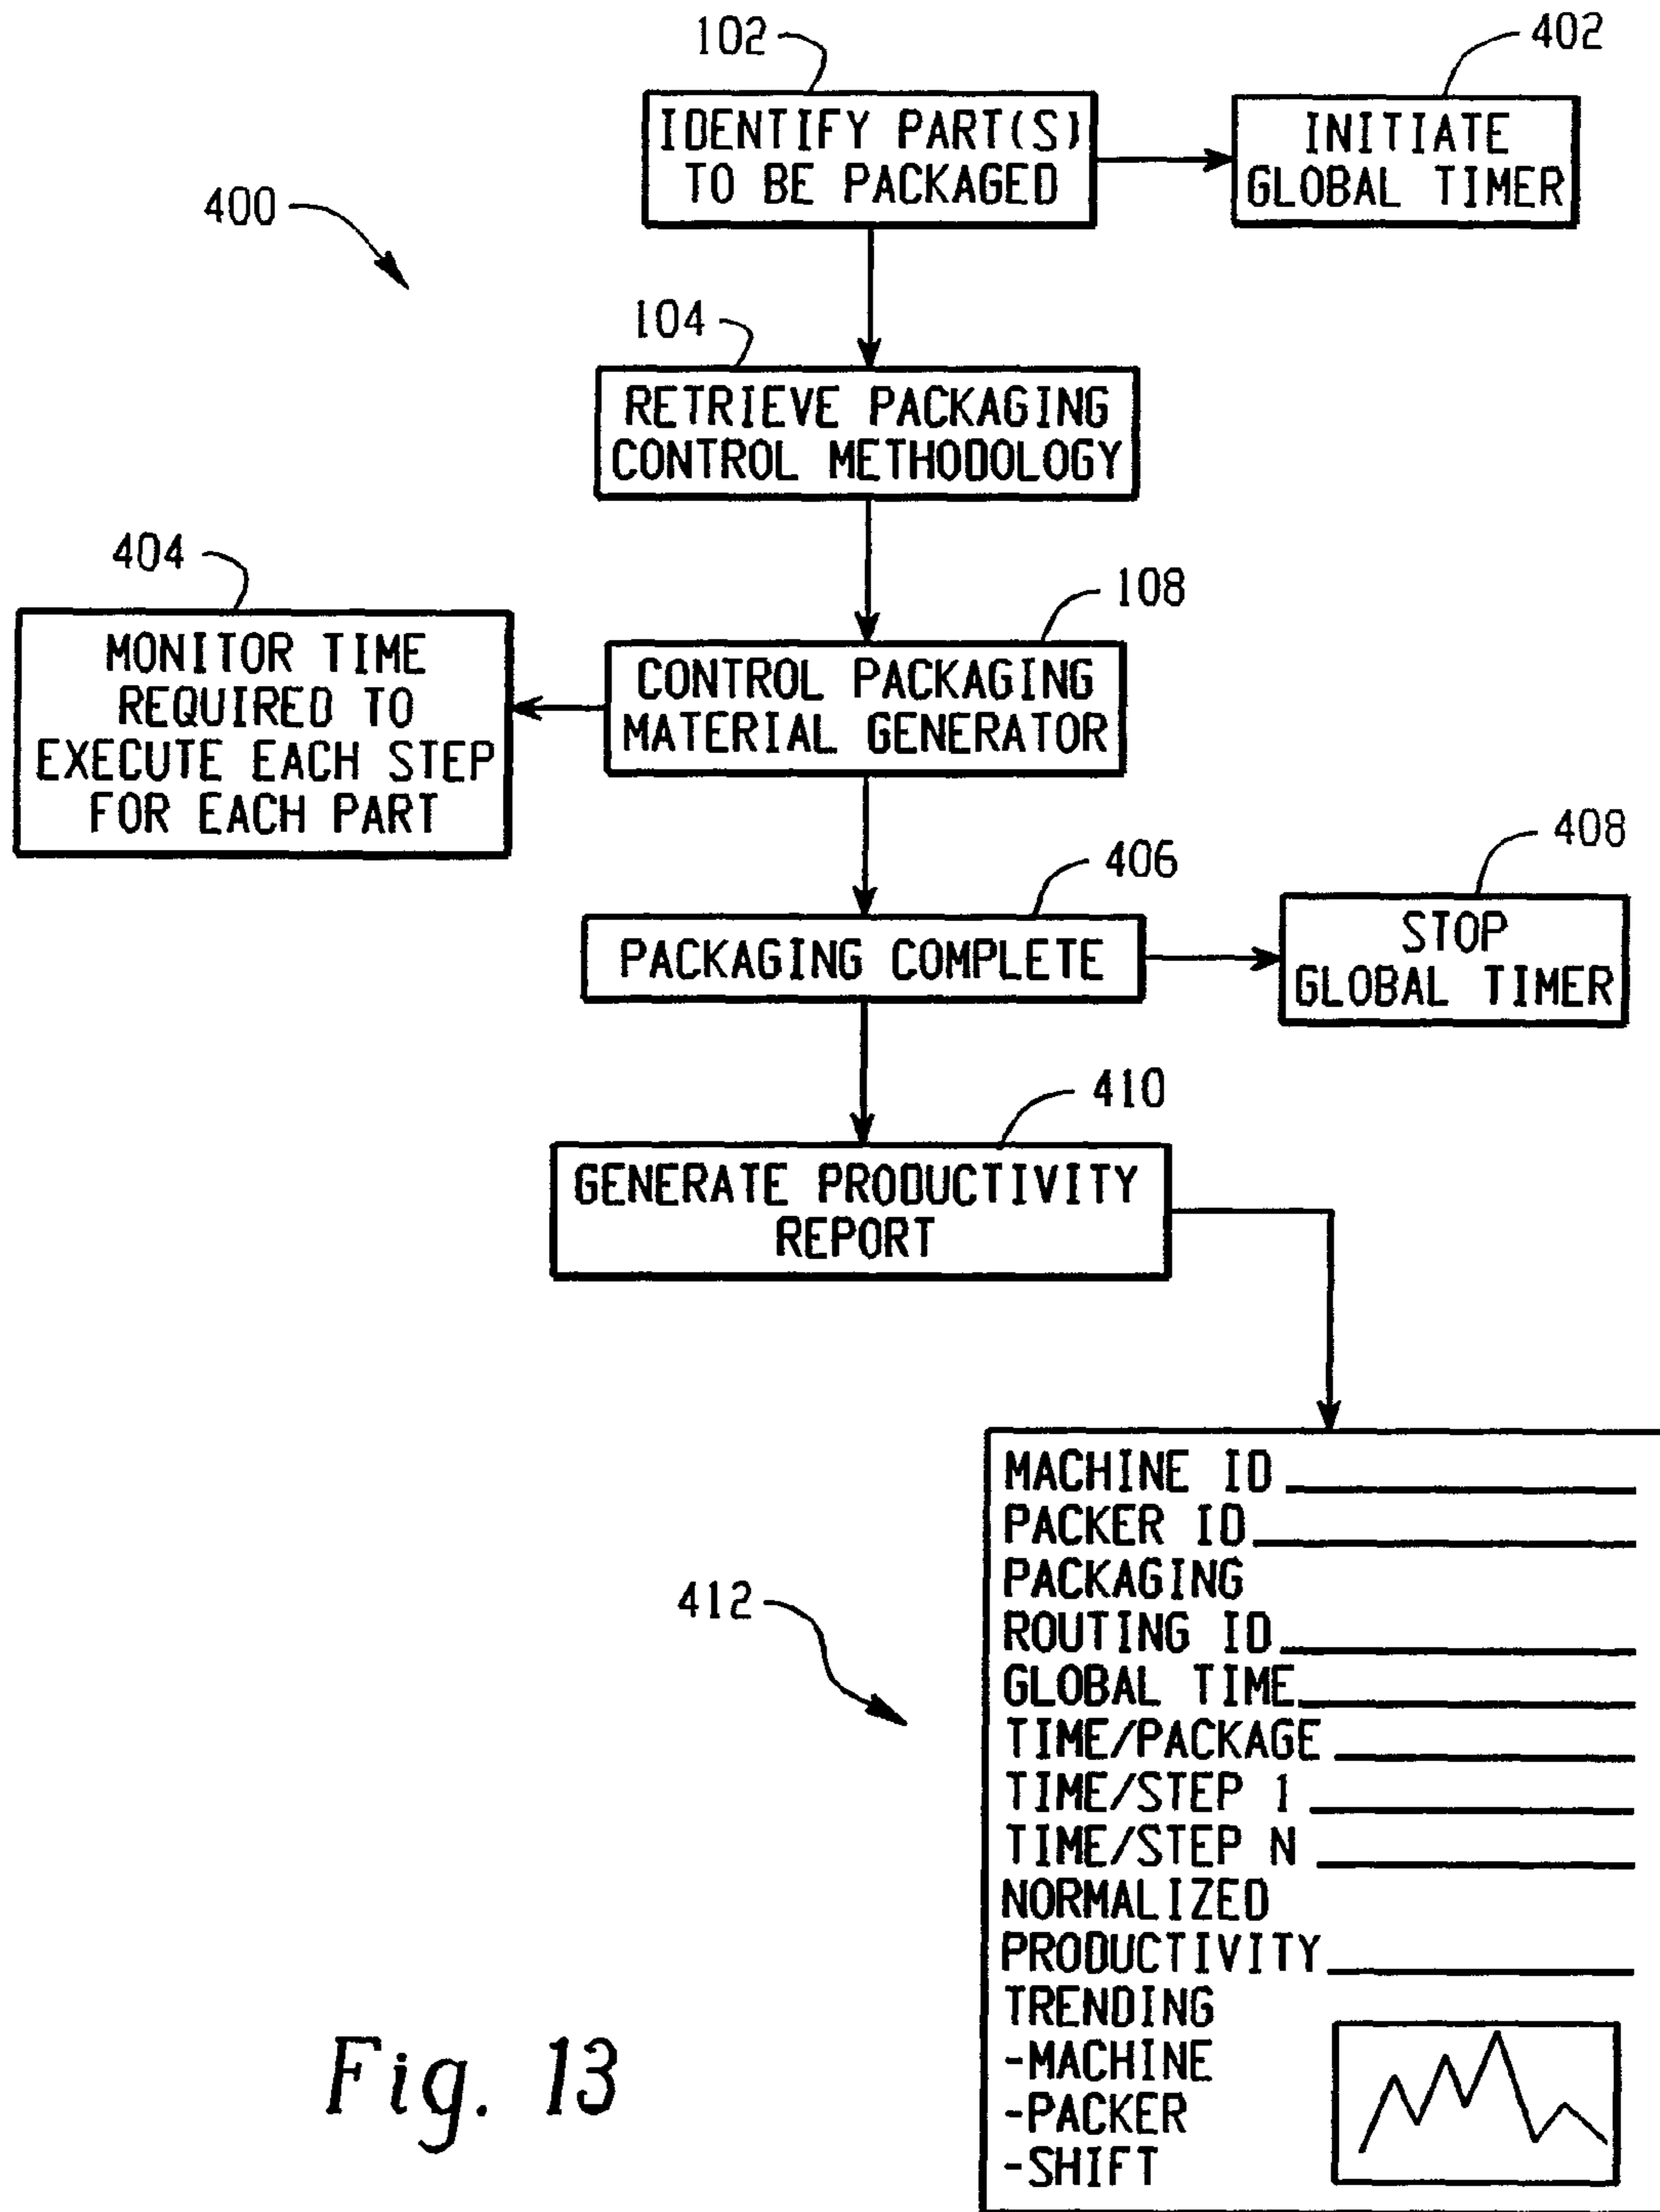 102
402
IDENTIFY PART(S)
TO BE PACKAGED
INITIATE
GLOBAL TIMER
400
104
RETRIEVE PACKAGING
CONTROL METHODOLOGY
404
108
MONITOR TIME
REQUIRED TO
EXECUTE EACH STEP
FOR EACH PART
CONTROL PACKAGING
MATERIAL GENERATOR
406
408
PACKAGING COMPLETE
STOP
GLOBAL TIMER
410
GENERATE PRODUCTIVITY
REPORT
412
MACHINE ID
PACKER ID
PACKAGING
ROUTING ID
GLOBAL TIME
TIME/PACKAGE
TIME/STEP 1
TIME/STEP N
NORMALIZED
PRODUCTIVITY
TRENDING
-MACHINE
-PACKER
-SHIFT
Fig. 13